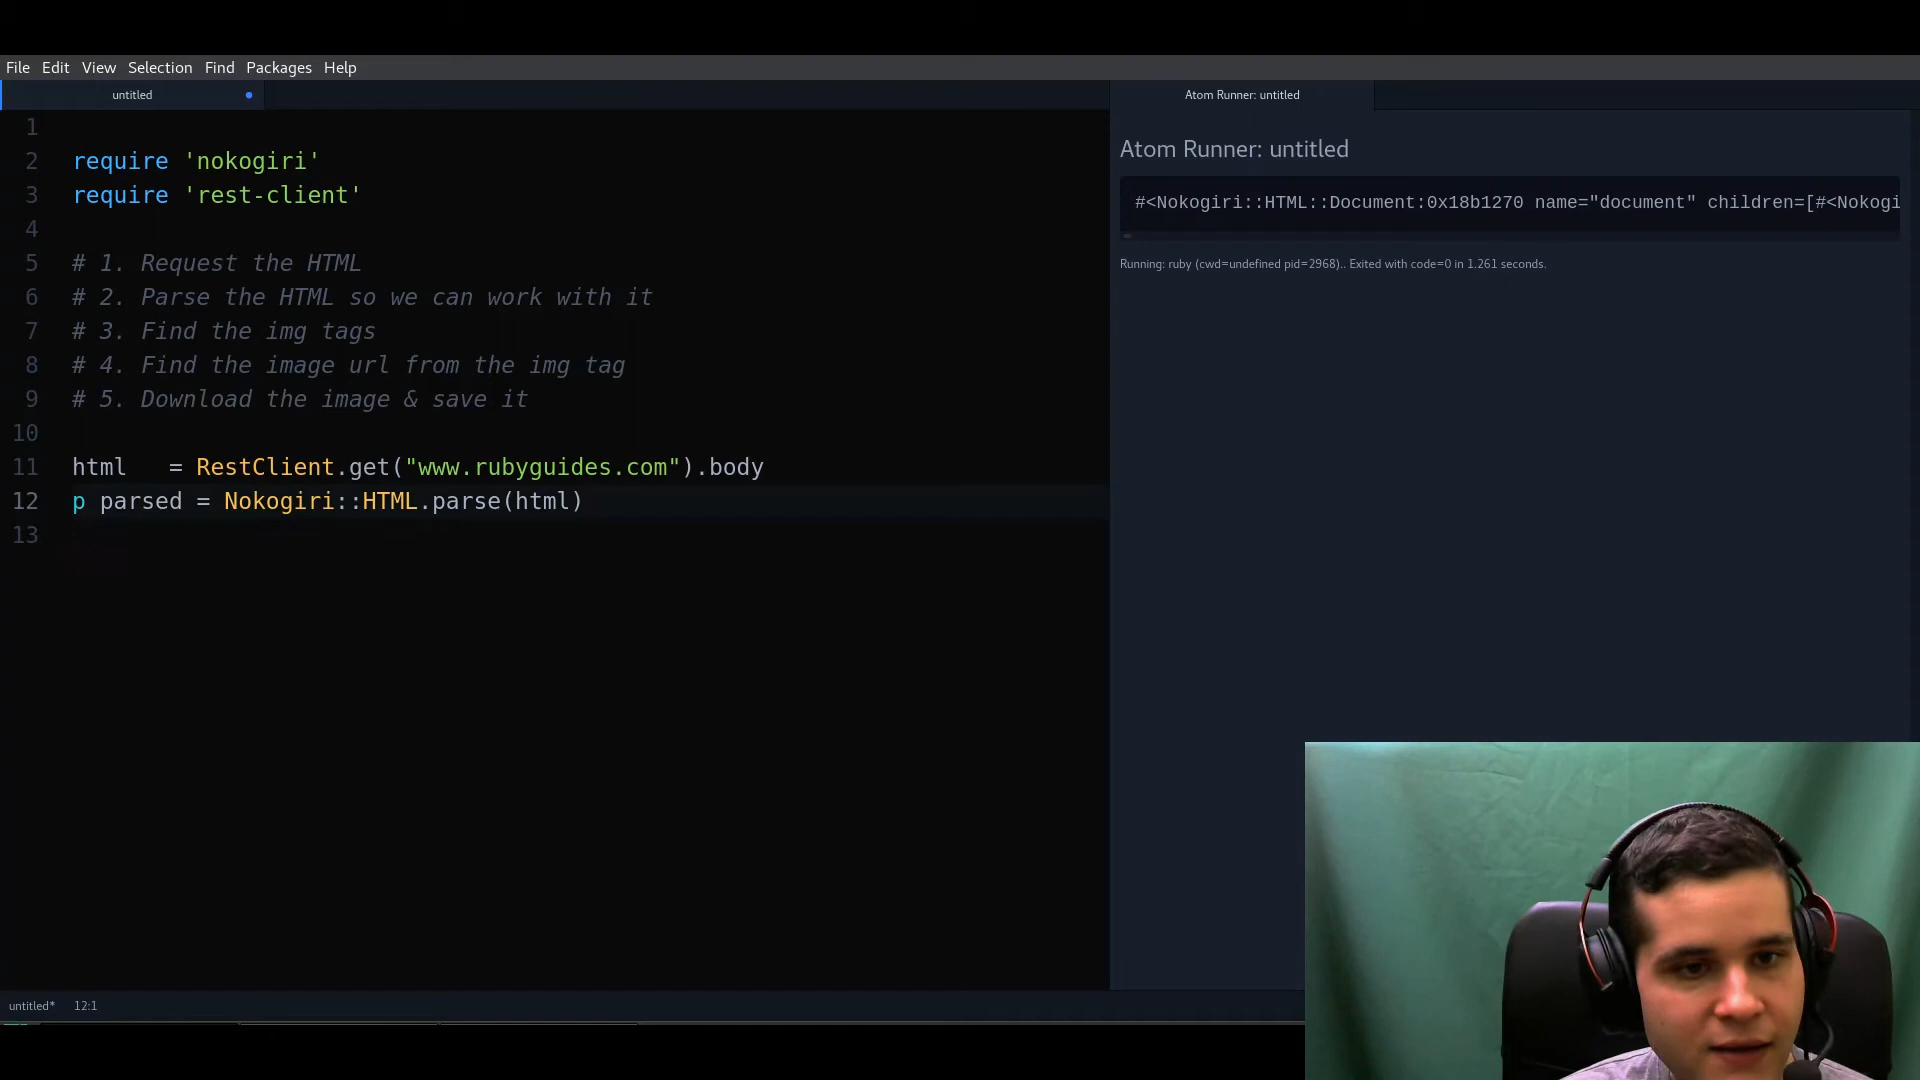 File Edit View Selection Find Packages Help
untitled
Atom Runner: untitled
1
2 require 'nokogiri'
3 require 'rest-client'
4
5 # 1. Request the HTML
6 # 2. Parse the HTML so we can work with it
7 # 3. Find the img tags
8 # 4. Find the image url from the img tag
9 # 5. Download the image & save it
10
11 html   = RestClient.get("www.rubyguides.com").body
12 p parsed = Nokogiri::HTML.parse(html)
13
Atom Runner: untitled
#<Nokogiri::HTML::Document:0x18b1270 name="document" children=[#<Nokogi
Running: ruby (cwd=undefined pid=2968).. Exited with code=0 in 1.261 seconds.
untitled* 12:1